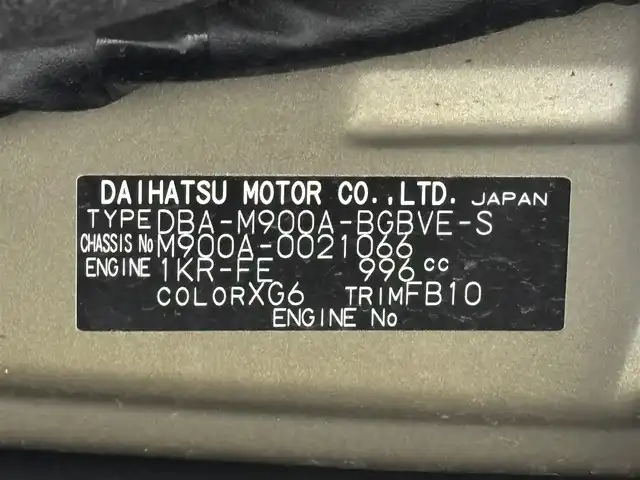 DAIHATSU MOTOR CO.,LTD. JAPAN
TYPE DBA-M900A-BGBVE-S
CHASSIS No M900A-0021066
ENGINE 1KR-FE 996 cc
COLOR XG6 TRIM FB10
ENGINE No